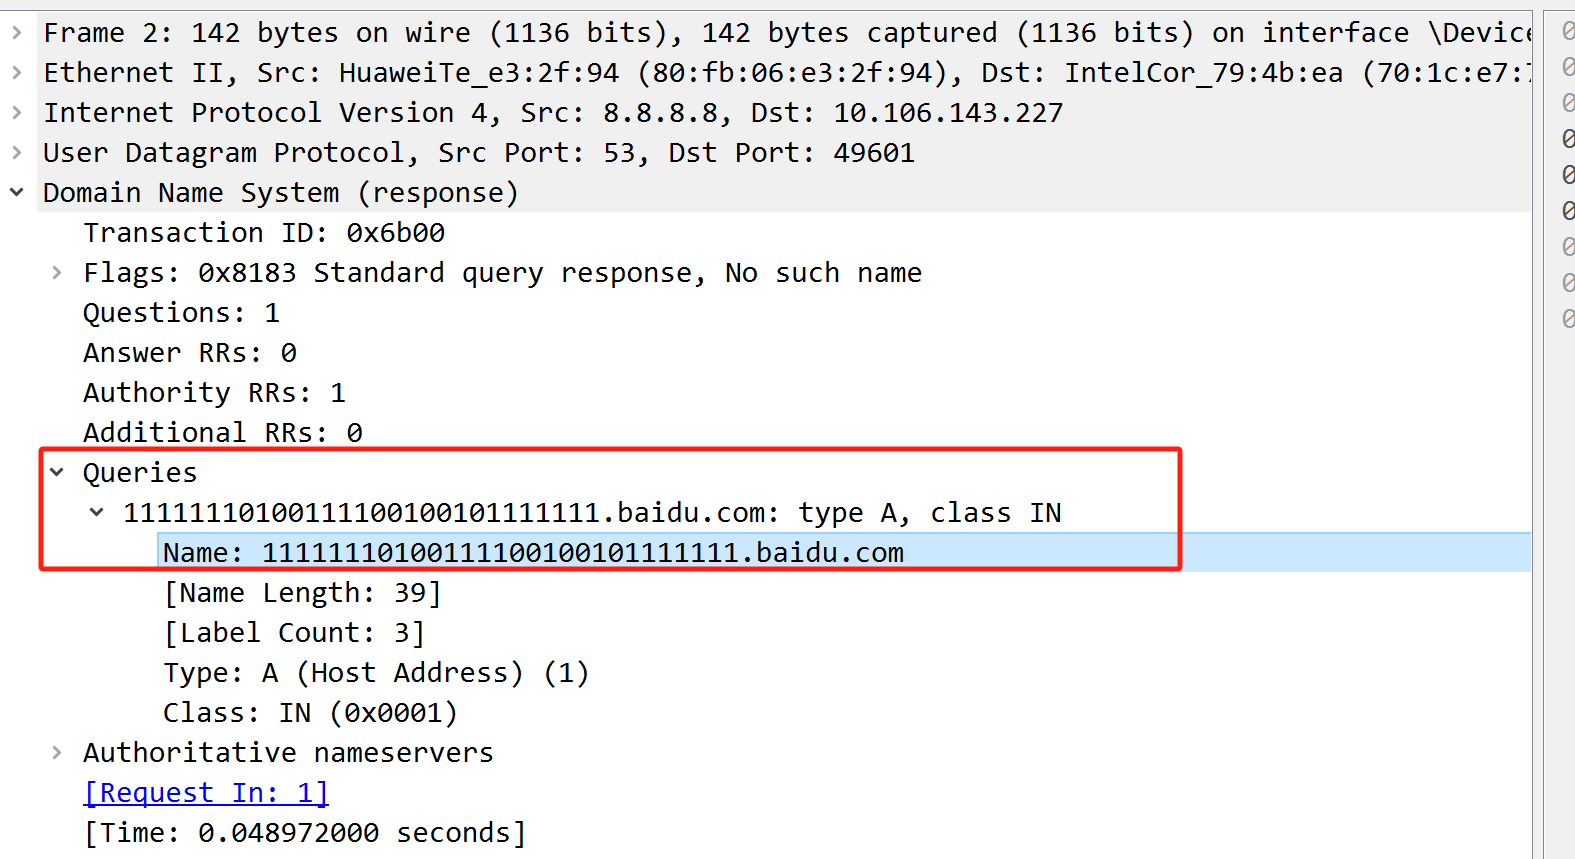 Frame 2: 142 bytes on wire (1136 bits), 142 bytes captured (1136 bits) on interface \Device
Ethernet II, Src: HuaweiTe_e3:2f:94 (80:fb:06:e3:2f:94), Dst: IntelCor_79:4b:ea (70:1c:e7:7
Internet Protocol Version 4, Src: 8.8.8.8, Dst: 10.106.143.227
User Datagram Protocol, Src Port: 53, Dst Port: 49601
Domain Name System (response)
Transaction ID: 0x6b00
Flags: 0x8183 Standard query response, No such name
Questions: 1
Answer RRs: 0
Authority RRs: 1
Additional RRs: 0
Queries
11111110100111100100101111111.baidu.com: type A, class IN
Name: 11111110100111100100101111111.baidu.com
[Name Length: 39]
[Label Count: 3]
Type: A (Host Address) (1)
Class: IN (0x0001)
Authoritative nameservers
[Request In: 1]
[Time: 0.048972000 seconds]